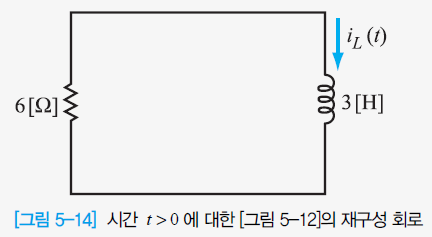 i_L (t)
6[Ω]
3[H]
[그림 5-14] 시간 t > 0 에 대한 [그림 5-12]의 재구성 회로